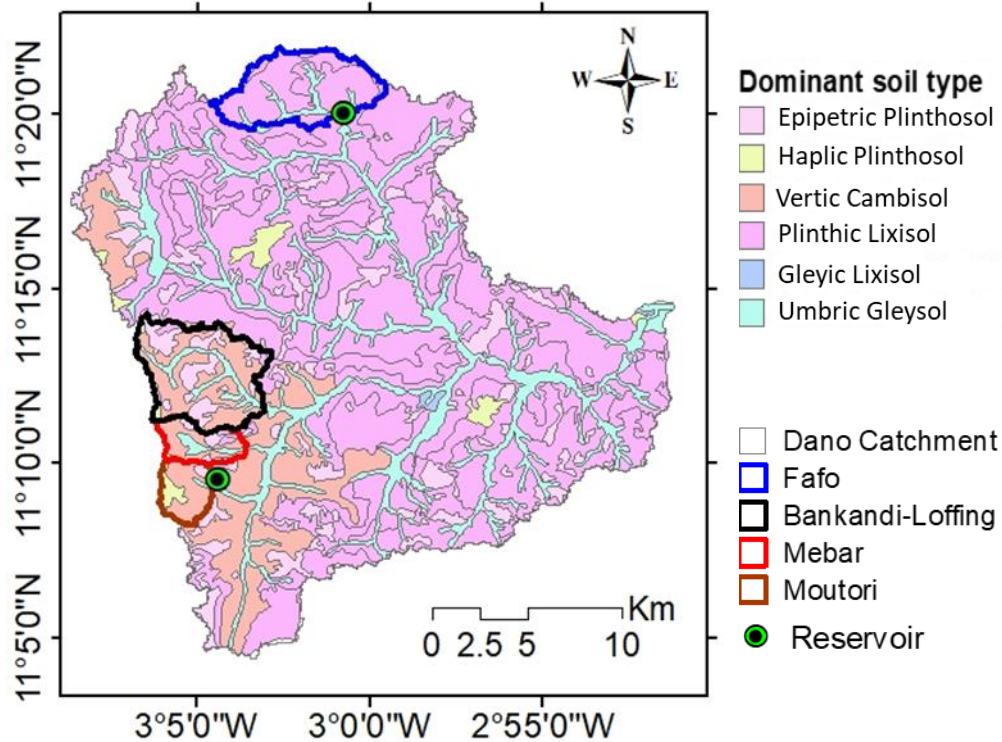 N
W E
S
11°20'0"N
11°15'0"N
11°10'0"N
11°5'0"N
3°5'0"W 3°0'0"W 2°55'0"W
Km
0 2.5 5 10
Dominant soil type
Epipetric Plinthosol
Haplic Plinthosol
Vertic Cambisol
Plinthic Lixisol
Gleyic Lixisol
Umbric Gleysol
Dano Catchment
Fafo
Bankandi-Loffing
Mebar
Moutori
Reservoir